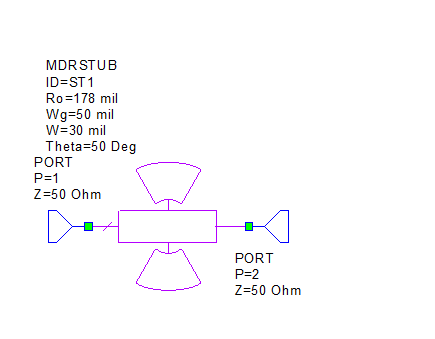 MDRSTUB
ID=ST1
Ro=178 mil
Wg=50 mil
W=30 mil
Theta=50 Deg
PORT
P=1
Z=50 Ohm
PORT
P=2
Z=50 Ohm